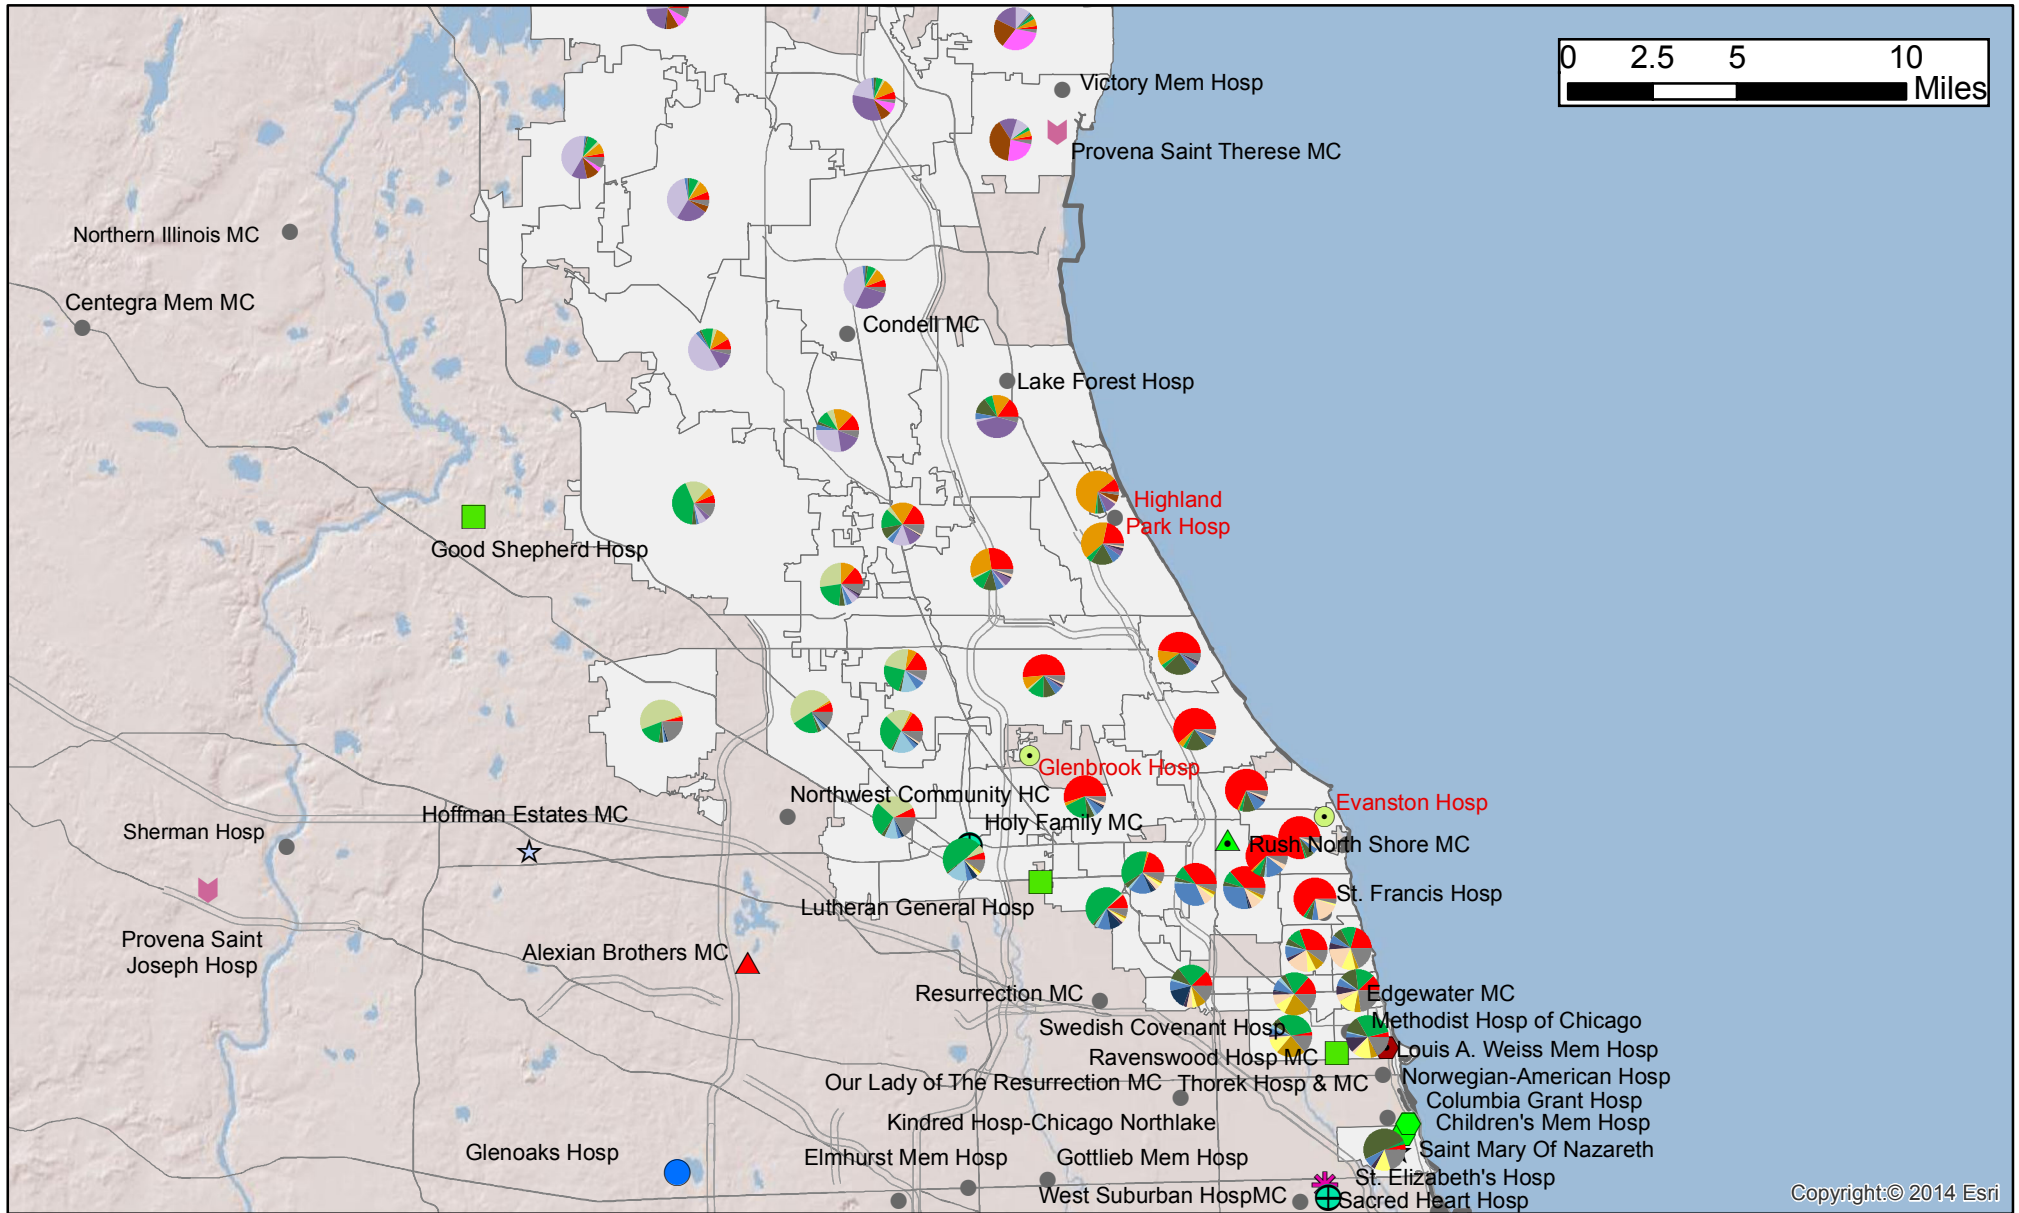 0 2.5 5 10
Miles
Victory Mem Hosp
Provena Saint Therese MC
Northern Illinois MC
Centegra Mem MC
Condell MC
Lake Forest Hosp
Highland
Park Hosp
Good Shepherd Hosp
Glenbrook Hosp
Northwest Community HC
Evanston Hosp
Hoffman Estates MC
Holy Family MC
Sherman Hosp
Rush North Shore MC
St. Francis Hosp
Lutheran General Hosp
Provena Saint
Joseph Hosp
Alexian Brothers MC
Resurrection MC
Edgewater MC
Methodist Hosp of Chicago
Swedish Covenant Hosp
Louis A. Weiss Mem Hosp
Ravenswood Hosp MC
Norwegian-American Hosp
Our Lady of The Resurrection MC
Thorek Hosp & MC
Columbia Grant Hosp
Kindred Hosp-Chicago Northlake
Children's Mem Hosp
Glenoaks Hosp
Elmhurst Mem Hosp
Gottlieb Mem Hosp
Saint Mary Of Nazareth
St. Elizabeth's Hosp
West Suburban HospMC
Sacred Heart Hosp
Copyright:© 2014 Esri